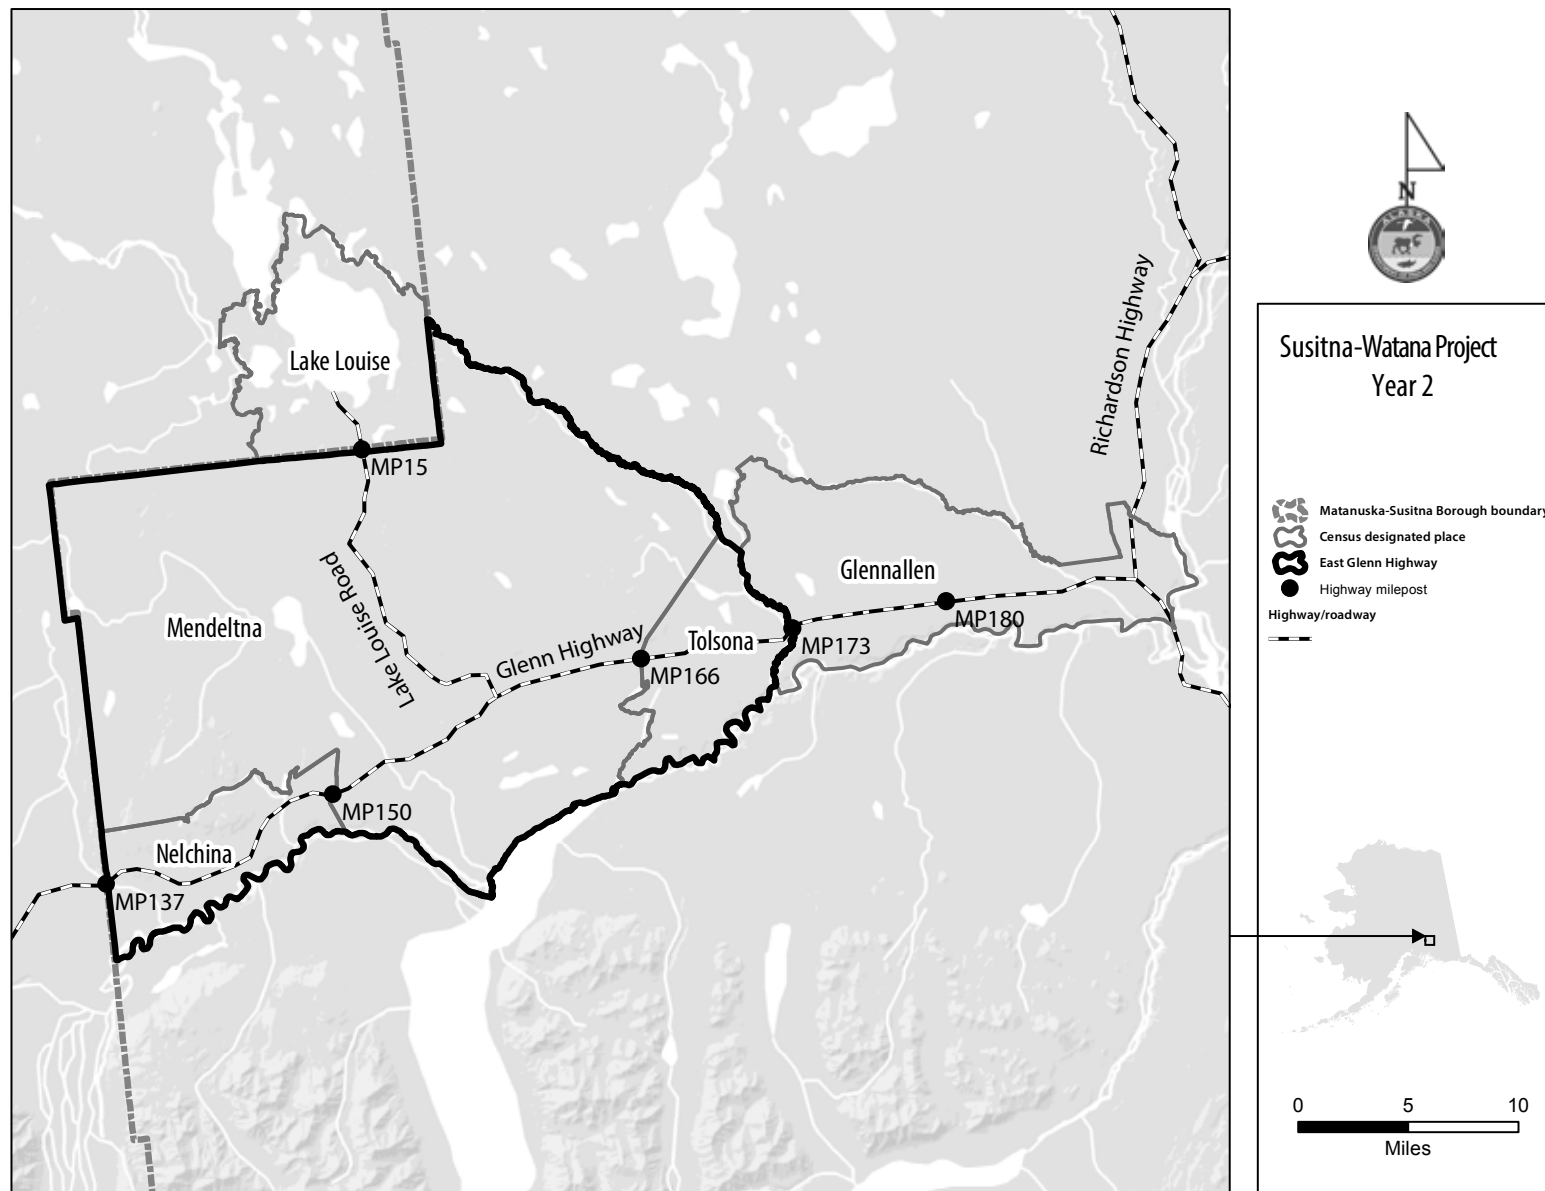 Lake Louise
MP15
Richardson Highway
Lake Louise Road
Mendeltna
Glenn Highway
Tolsona
Glennallen
MP180
MP173
MP166
MP150
Nelchina
MP137
N
Susitna-Watana Project
Year 2
Matanuska-Susitna Borough boundary
Census designated place
East Glenn Highway
Highway milepost
Highway/roadway
0 5 10
Miles